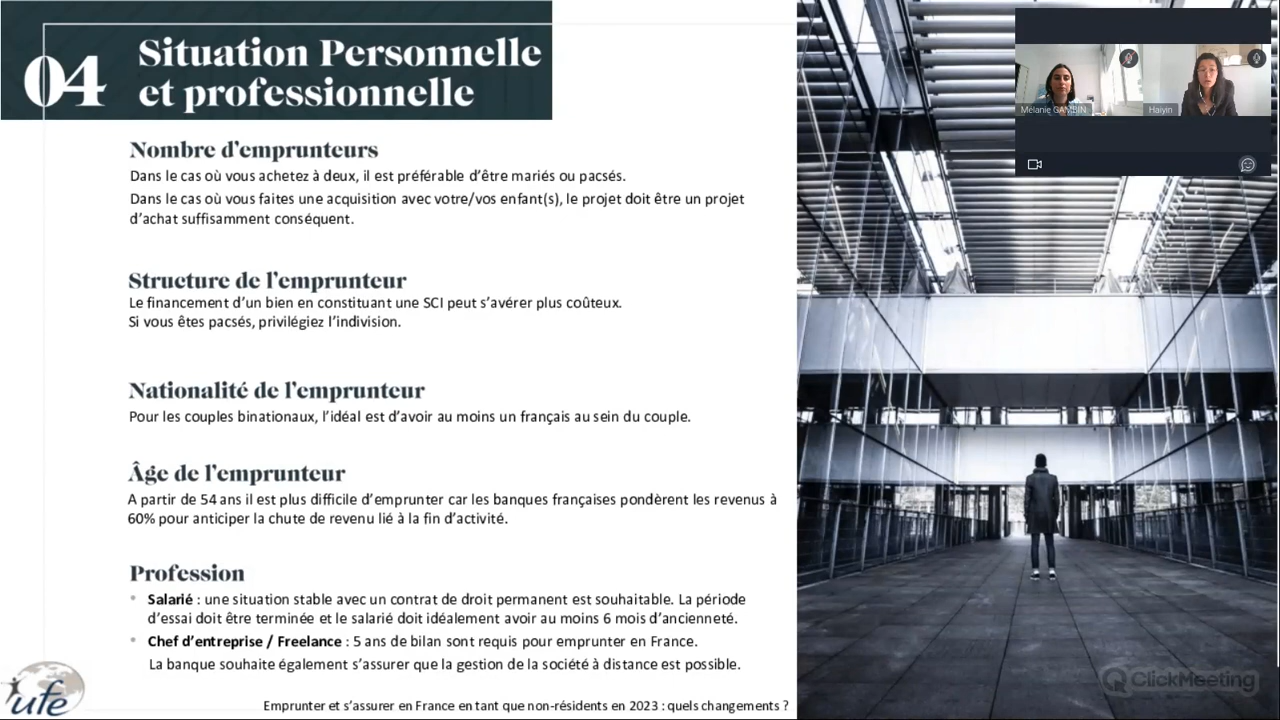 04
Situation Personnelle
et professionnelle
Nombre d'emprunteurs
Dans le cas où vous achetez à deux, il est préférable d'être mariés ou pacsés.
Dans le cas où vous faites une acquisition avec votre/vos enfant(s), le projet doit être un projet
d'achat suffisamment conséquent.
Structure de l'emprunteur
Le financement d'un bien en constituant une SCI peut s'avérer plus coûteux.
Si vous êtes pacsés, privilégiez l'indivision.
Nationalité de l'emprunteur
Pour les couples binationaux, l'idéal est d'avoir au moins un français au sein du couple.
Âge de l'emprunteur
A partir de 54 ans il est plus difficile d'emprunter car les banques françaises pondèrent les revenus à
60% pour anticiper la chute de revenu lié à la fin d'activité.
Profession
• Salarié : une situation stable avec un contrat de droit permanent est souhaitable. La période
d'essai doit être terminée et le salarié doit idéalement avoir au moins 6 mois d'ancienneté.
• Chef d'entreprise / Freelance : 5 ans de bilan sont requis pour emprunter en France.
La banque souhaite également s'assurer que la gestion de la société à distance est possible.
ufe
Emprunter et s'assurer en France en tant que non-résidents en 2023 : quels changements ?
Mélanie GAMBIN
Haiyin
ClickMeeting